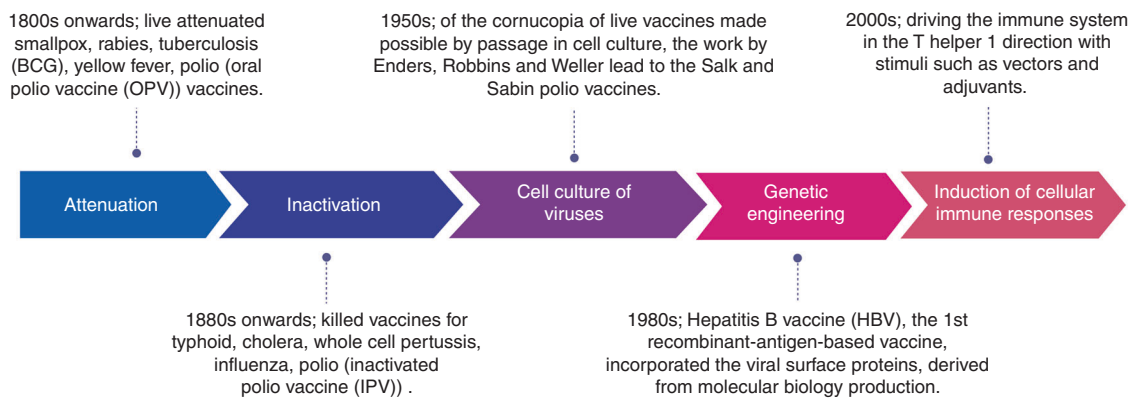 1800s onwards; live attenuated
smallpox, rabies, tuberculosis
(BCG), yellow fever, polio (oral
polio vaccine (OPV)) vaccines.
1950s; of the cornucopia of live vaccines made
possible by passage in cell culture, the work by
Enders, Robbins and Weller lead to the Salk and
Sabin polio vaccines.
2000s; driving the immune system
in the T helper 1 direction with
stimuli such as vectors and
adjuvants.
Attenuation
Inactivation
Cell culture of
viruses
Genetic
engineering
Induction of cellular
immune responses
1880s onwards; killed vaccines for
typhoid, cholera, whole cell pertussis,
influenza, polio (inactivated
polio vaccine (IPV)) .
1980s; Hepatitis B vaccine (HBV), the 1st
recombinant-antigen-based vaccine,
incorporated the viral surface proteins, derived
from molecular biology production.